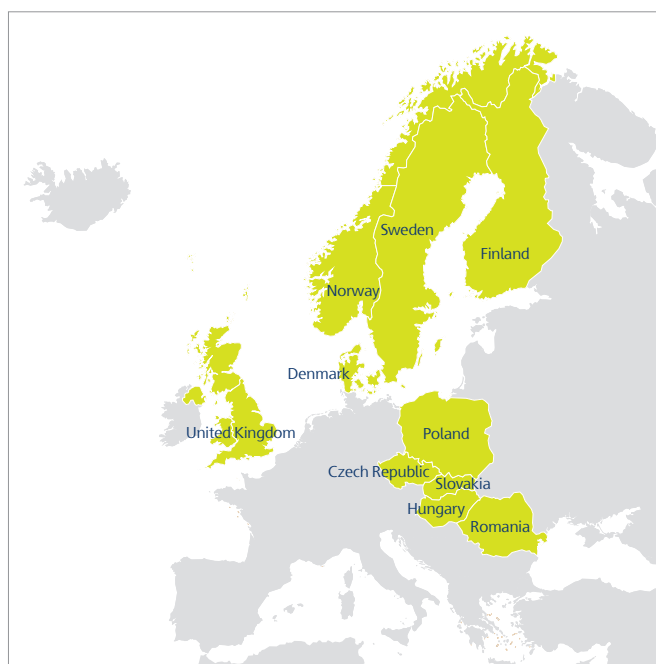 Sweden
Finland
Norway
Denmark
United Kingdom
Poland
Czech Republic
Slovakia
Hungary
Romania